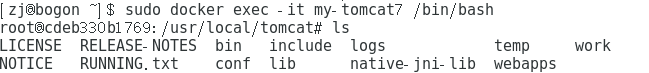 [zj@bogon ~]$ sudo docker exec -it my-tomcat7 /bin/bash
root@cdeb330b1769:/usr/local/tomcat# ls
LICENSE  RELEASE-NOTES  bin   include  logs            temp     work
NOTICE   RUNNING.txt    conf  lib      native-jni-lib  webapps